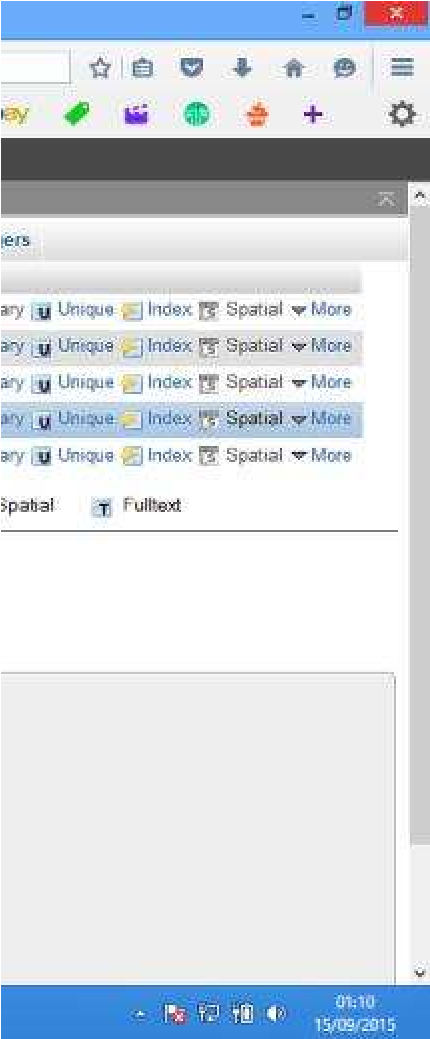 ay
ers
ary Unique Index Spatial More
ary Unique Index Spatial More
ary Unique Index Spatial More
ary Unique Index Spatial More
ary Unique Index Spatial More
Spatial Fulltext
01:10
15/09/2015